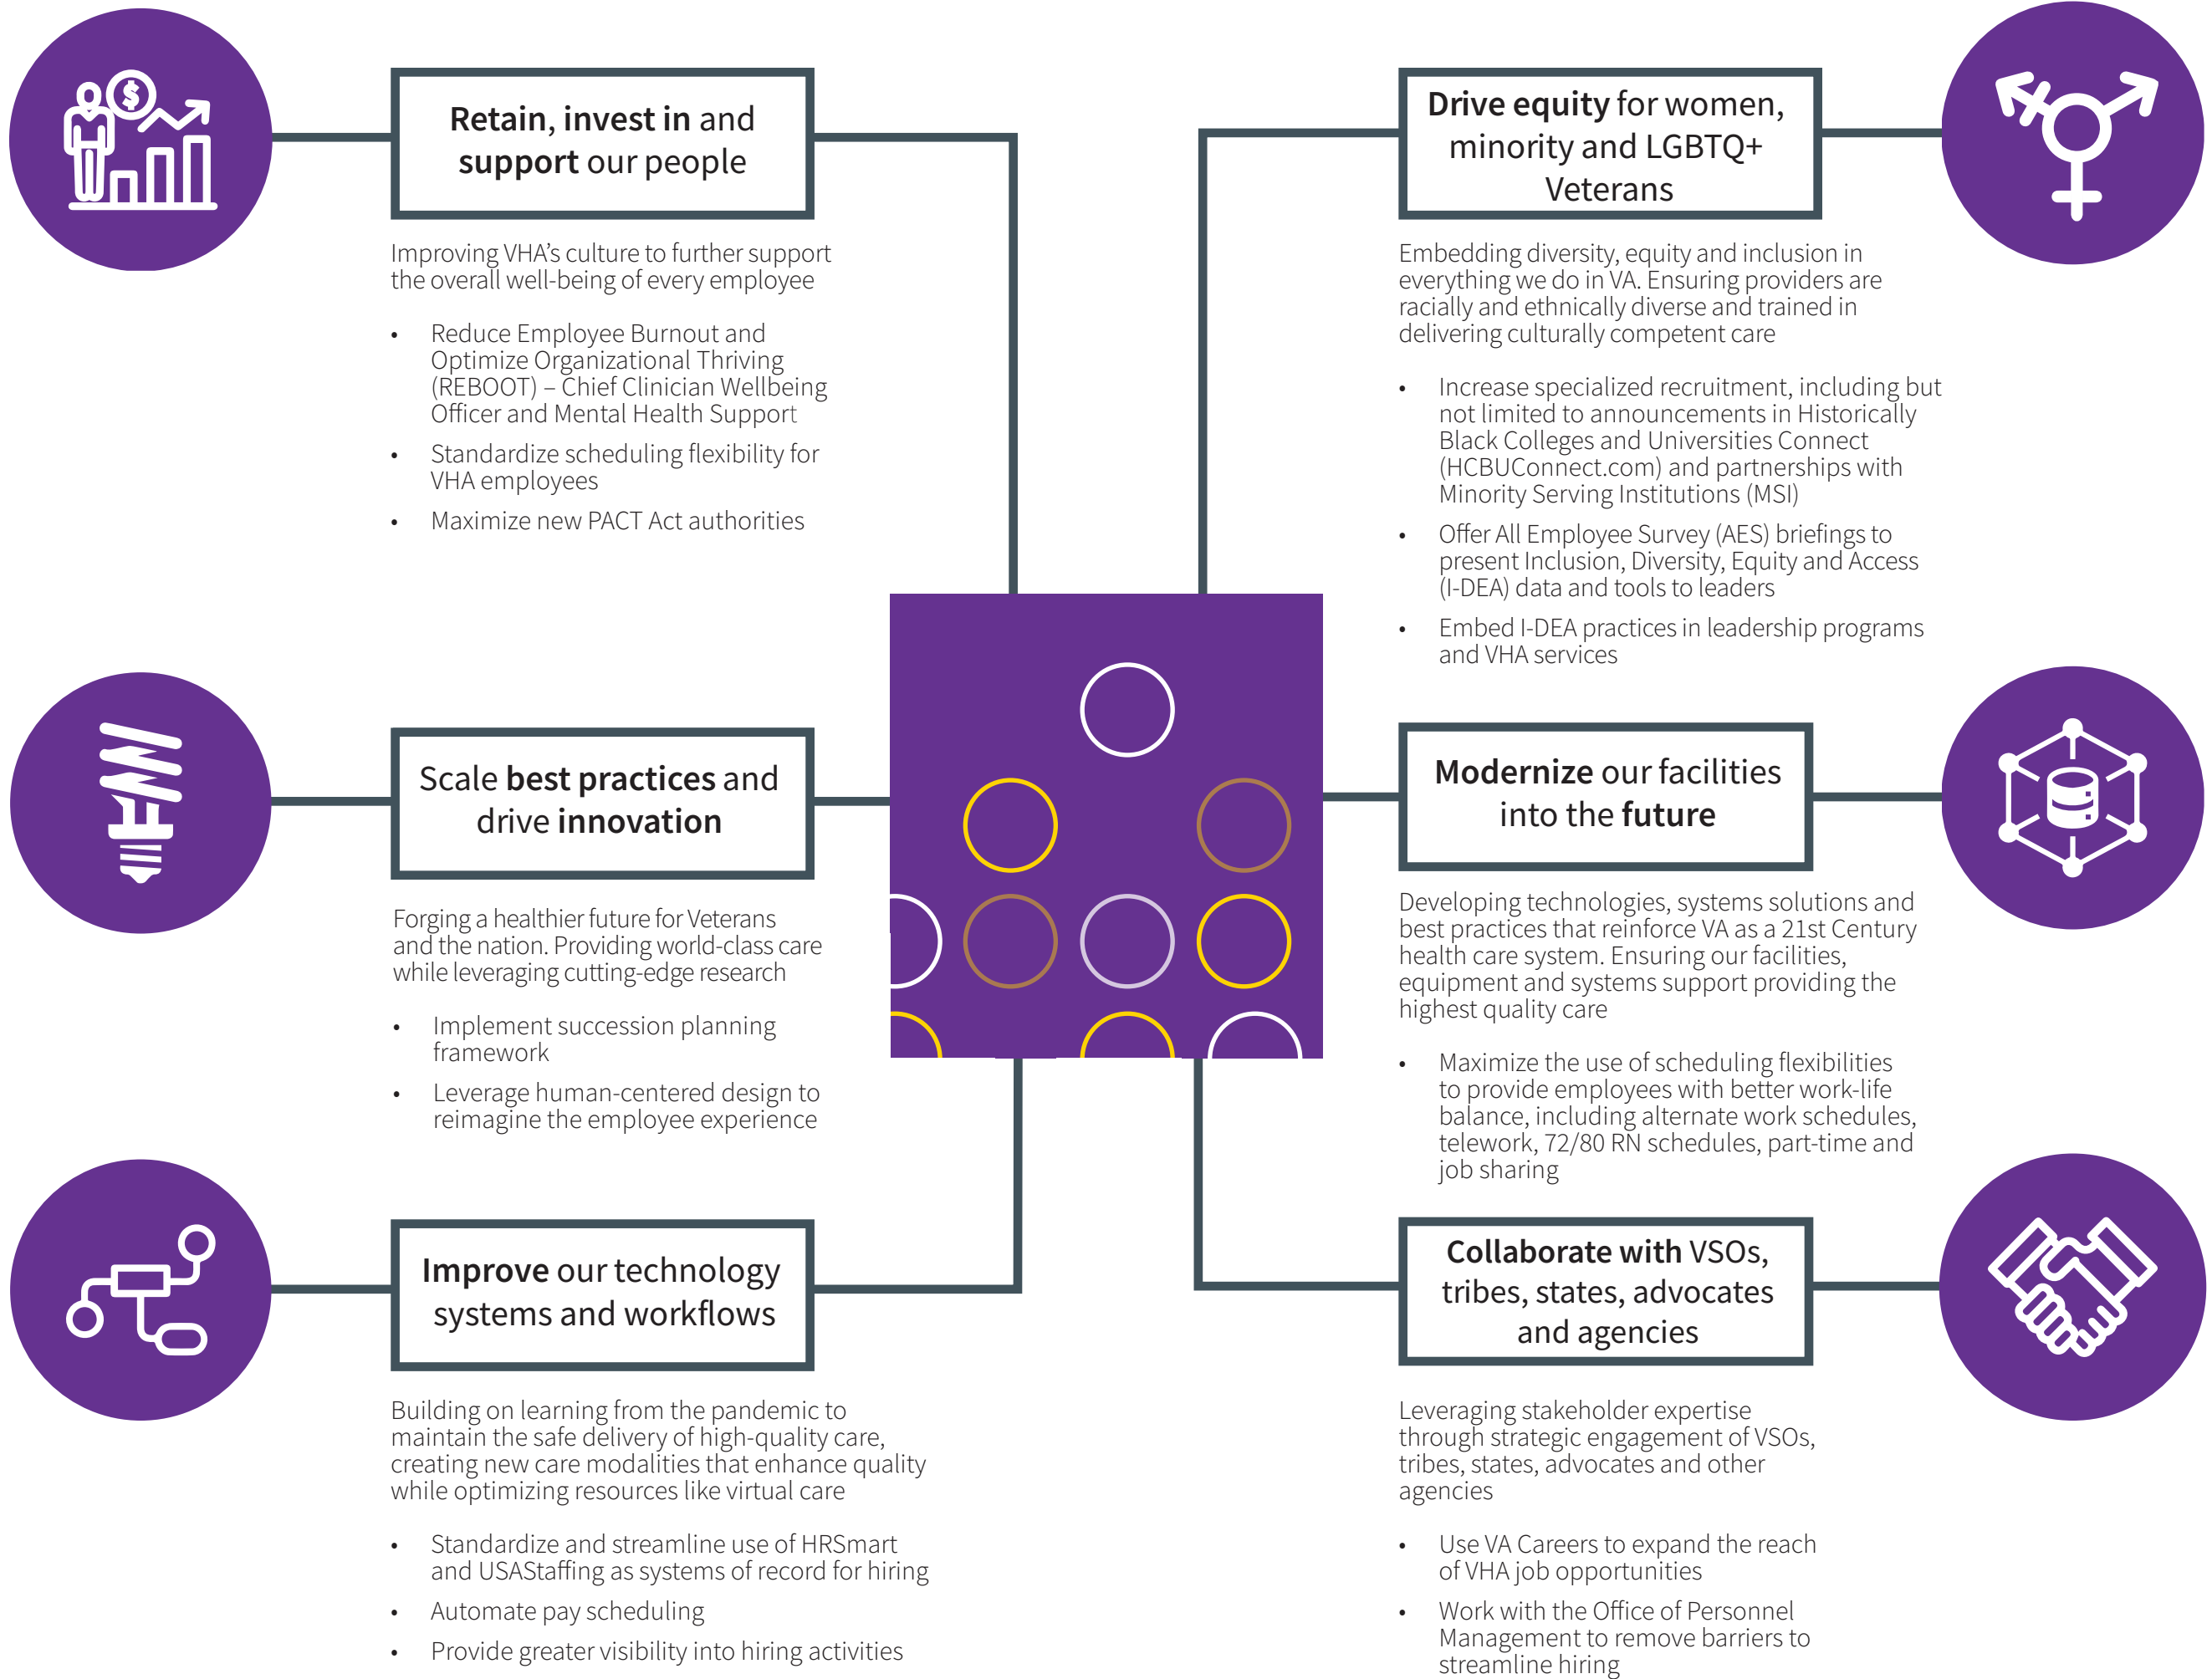 Retain, invest in and
support our people
Improving VHA’s culture to further support
the overall well-being of every employee
• Reduce Employee Burnout and
Optimize Organizational Thriving
(REBOOT) – Chief Clinician Wellbeing
Officer and Mental Health Support
• Standardize scheduling flexibility for
VHA employees
• Maximize new PACT Act authorities
Scale best practices and
drive innovation
Forging a healthier future for Veterans
and the nation. Providing world-class care
while leveraging cutting-edge research
• Implement succession planning
framework
• Leverage human-centered design to
reimagine the employee experience
Improve our technology
systems and workflows
Building on learning from the pandemic to
maintain the safe delivery of high-quality care,
creating new care modalities that enhance quality
while optimizing resources like virtual care
• Standardize and streamline use of HRSmart
and USAStaffing as systems of record for hiring
• Automate pay scheduling
• Provide greater visibility into hiring activities
Drive equity for women,
minority and LGBTQ+
Veterans
Embedding diversity, equity and inclusion in
everything we do in VA. Ensuring providers are
racially and ethnically diverse and trained in
delivering culturally competent care
• Increase specialized recruitment, including but
not limited to announcements in Historically
Black Colleges and Universities Connect
(HCBUConnect.com) and partnerships with
Minority Serving Institutions (MSI)
• Offer All Employee Survey (AES) briefings to
present Inclusion, Diversity, Equity and Access
(I-DEA) data and tools to leaders
• Embed I-DEA practices in leadership programs
and VHA services
Modernize our facilities
into the future
Developing technologies, systems solutions and
best practices that reinforce VA as a 21st Century
health care system. Ensuring our facilities,
equipment and systems support providing the
highest quality care
• Maximize the use of scheduling flexibilities
to provide employees with better work-life
balance, including alternate work schedules,
telework, 72/80 RN schedules, part-time and
job sharing
Collaborate with VSOs,
tribes, states, advocates
and agencies
Leveraging stakeholder expertise
through strategic engagement of VSOs,
tribes, states, advocates and other
agencies
• Use VA Careers to expand the reach
of VHA job opportunities
• Work with the Office of Personnel
Management to remove barriers to
streamline hiring